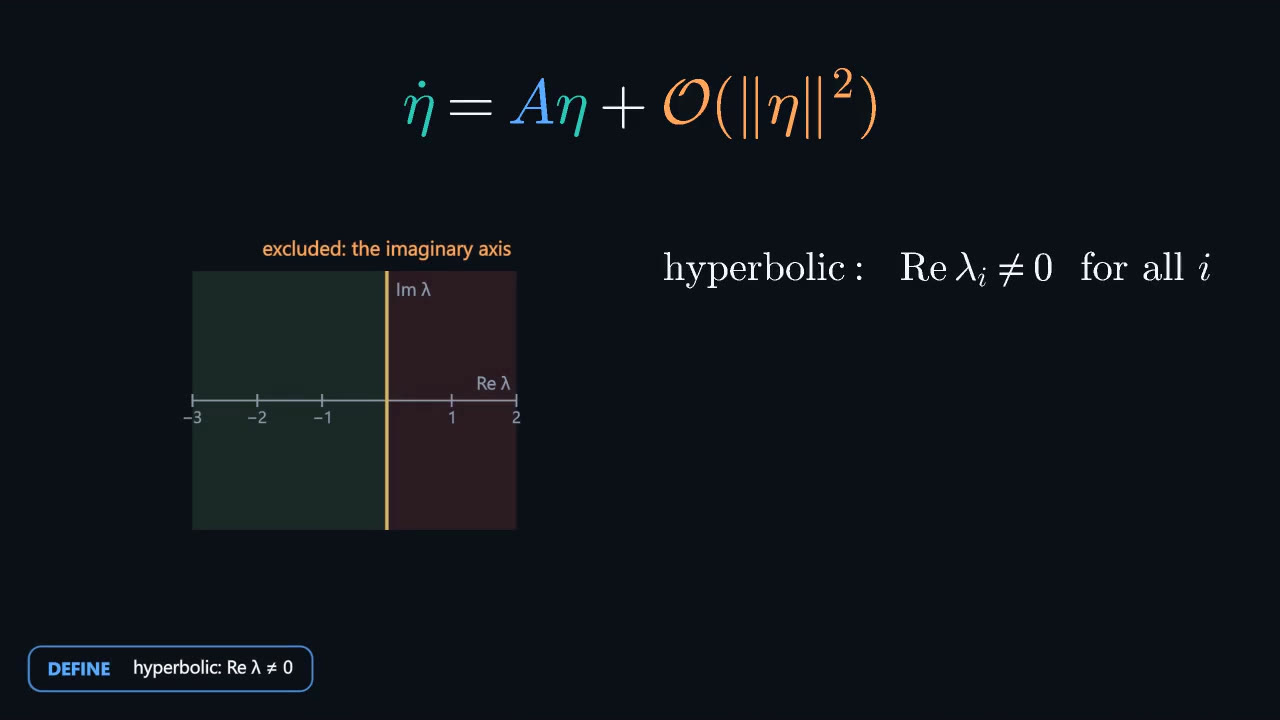 η̇ = Aη + 𝒪(‖η‖²)
excluded: the imaginary axis
hyperbolic: Re λᵢ ≠ 0 for all i
Im λ
Re λ
−3 −2 −1 1 2
DEFINE hyperbolic: Re λ ≠ 0